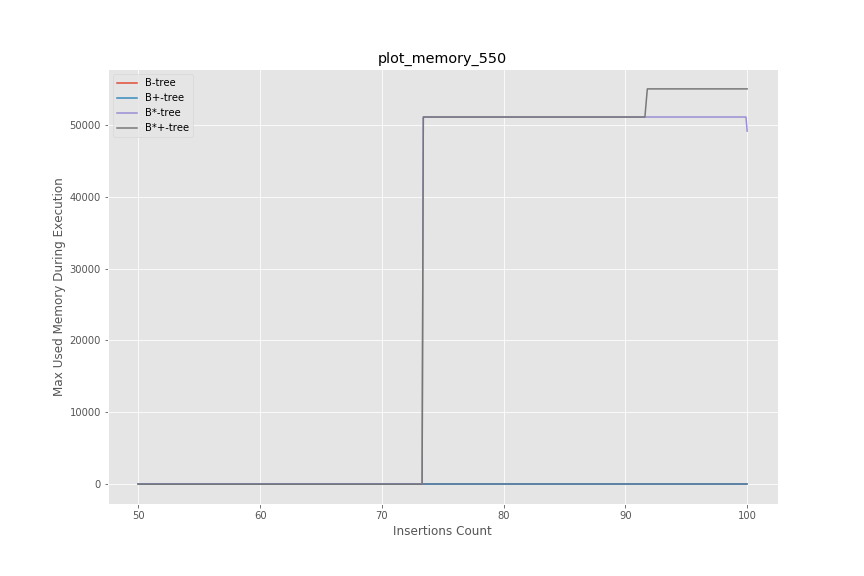 plot_memory_550
B-tree
B+-tree
B*-tree
B*+-tree
50000
40000
30000
20000
10000
0
Max Used Memory During Execution
50 60 70 80 90 100
Insertions Count